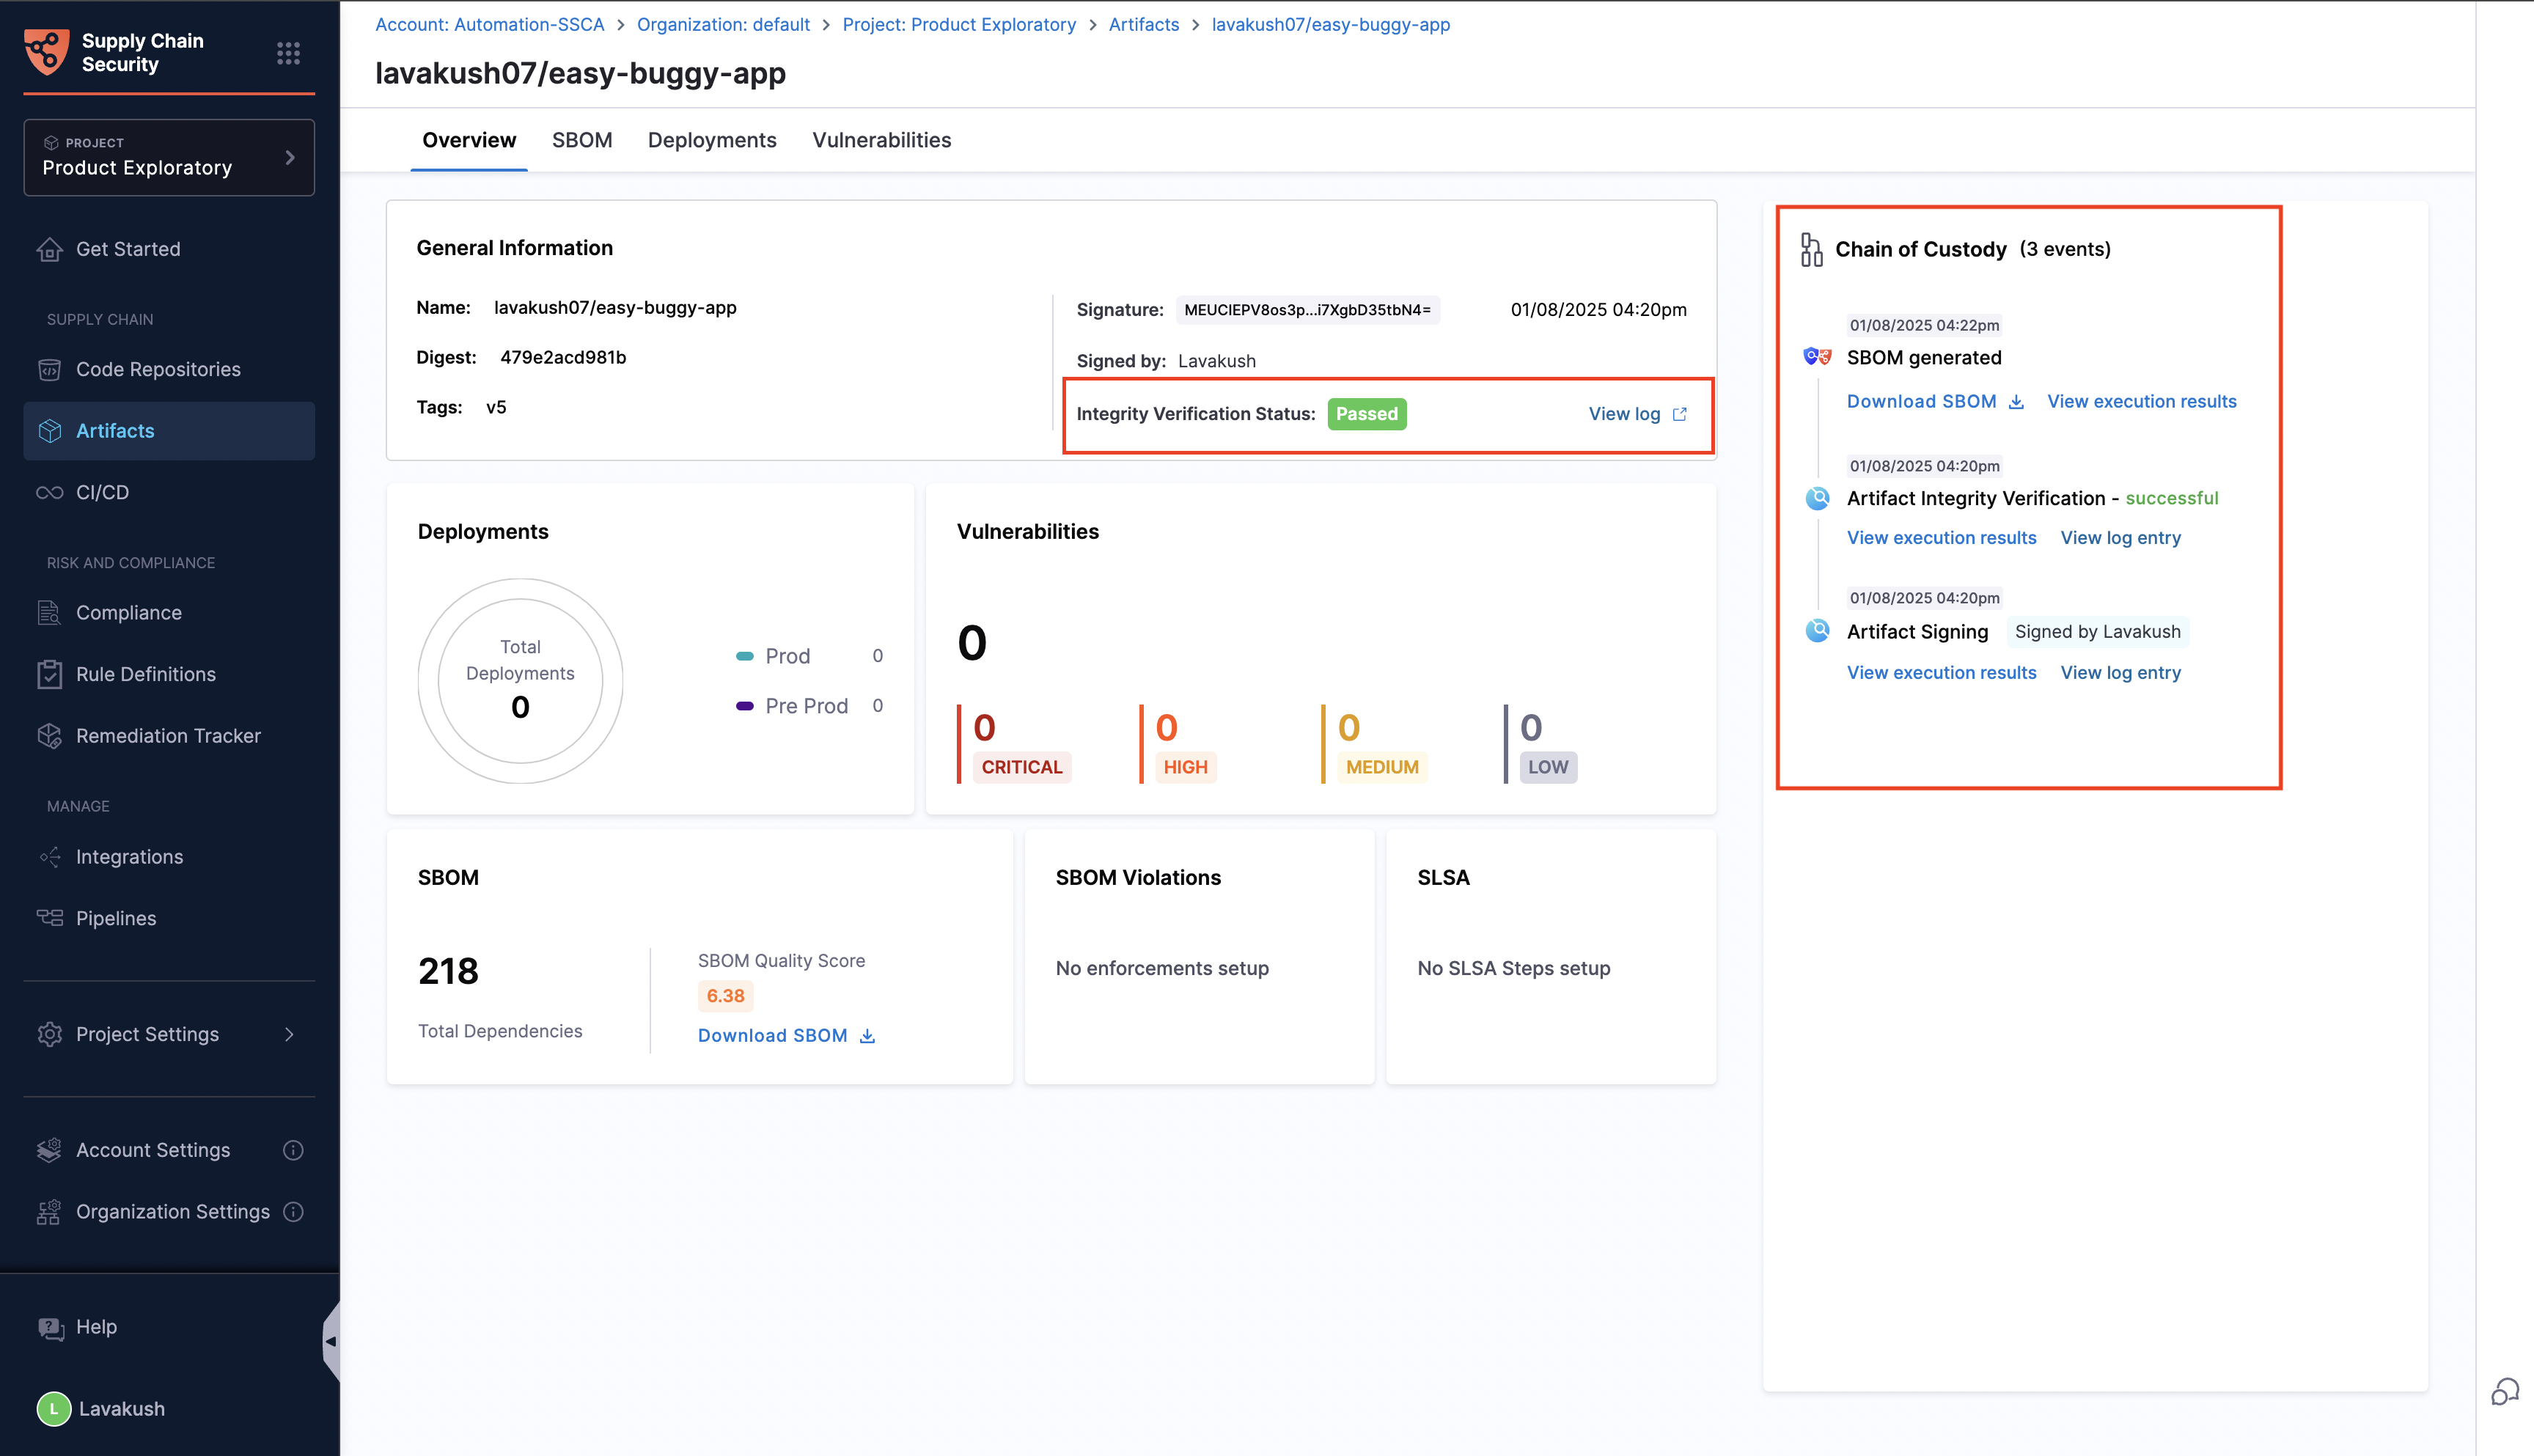 Supply Chain
Security
PROJECT
Product Exploratory
Get Started
SUPPLY CHAIN
Code Repositories
Artifacts
CI/CD
RISK AND COMPLIANCE
Compliance
Rule Definitions
Remediation Tracker
MANAGE
Integrations
Pipelines
Project Settings
Account Settings
Organization Settings
Help
L Lavakush
Account: Automation-SSCA > Organization: default > Project: Product Exploratory > Artifacts > lavakush07/easy-buggy-app
lavakush07/easy-buggy-app
Overview SBOM Deployments Vulnerabilities
General Information
Name: lavakush07/easy-buggy-app
Digest: 479e2acd981b
Tags: v5
Signature: MEUCIEPV8os3p...i7XgbD35tbN4= 01/08/2025 04:20pm
Signed by: Lavakush
Integrity Verification Status: Passed View log
Deployments
Total
Deployments
0
Prod 0
Pre Prod 0
Vulnerabilities
0
0 CRITICAL
0 HIGH
0 MEDIUM
0 LOW
SBOM
218
Total Dependencies
SBOM Quality Score
6.38
Download SBOM
SBOM Violations
No enforcements setup
SLSA
No SLSA Steps setup
Chain of Custody (3 events)
01/08/2025 04:22pm
SBOM generated
Download SBOM View execution results
01/08/2025 04:20pm
Artifact Integrity Verification - successful
View execution results View log entry
01/08/2025 04:20pm
Artifact Signing Signed by Lavakush
View execution results View log entry